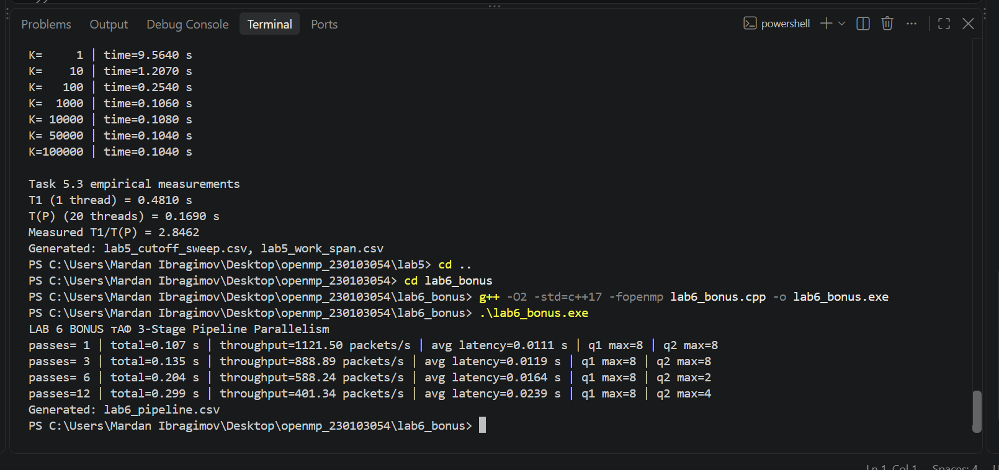 Problems Output Debug Console Terminal Ports powershell
K=     1 | time=9.5640 s
K=    10 | time=1.2070 s
K=   100 | time=0.2540 s
K=  1000 | time=0.1060 s
K= 10000 | time=0.1080 s
K= 50000 | time=0.1040 s
K=100000 | time=0.1040 s
Task 5.3 empirical measurements
T1 (1 thread) = 0.4810 s
T(P) (20 threads) = 0.1690 s
Measured T1/T(P) = 2.8462
Generated: lab5_cutoff_sweep.csv, lab5_work_span.csv
PS C:\Users\Mardan Ibragimov\Desktop\openmp_230103054\lab5> cd ..
PS C:\Users\Mardan Ibragimov\Desktop\openmp_230103054> cd lab6_bonus
PS C:\Users\Mardan Ibragimov\Desktop\openmp_230103054\lab6_bonus> g++ -O2 -std=c++17 -fopenmp lab6_bonus.cpp -o lab6_bonus.exe
PS C:\Users\Mardan Ibragimov\Desktop\openmp_230103054\lab6_bonus> .\lab6_bonus.exe
LAB 6 BONUS тАФ 3-Stage Pipeline Parallelism
passes= 1 | total=0.107 s | throughput=1121.50 packets/s | avg latency=0.0111 s | q1 max=8 | q2 max=8
passes= 3 | total=0.135 s | throughput=888.89 packets/s | avg latency=0.0119 s | q1 max=8 | q2 max=8
passes= 6 | total=0.204 s | throughput=588.24 packets/s | avg latency=0.0164 s | q1 max=8 | q2 max=2
passes=12 | total=0.299 s | throughput=401.34 packets/s | avg latency=0.0239 s | q1 max=8 | q2 max=4
Generated: lab6_pipeline.csv
PS C:\Users\Mardan Ibragimov\Desktop\openmp_230103054\lab6_bonus>
Ln 1, Col 1 Spaces: 4